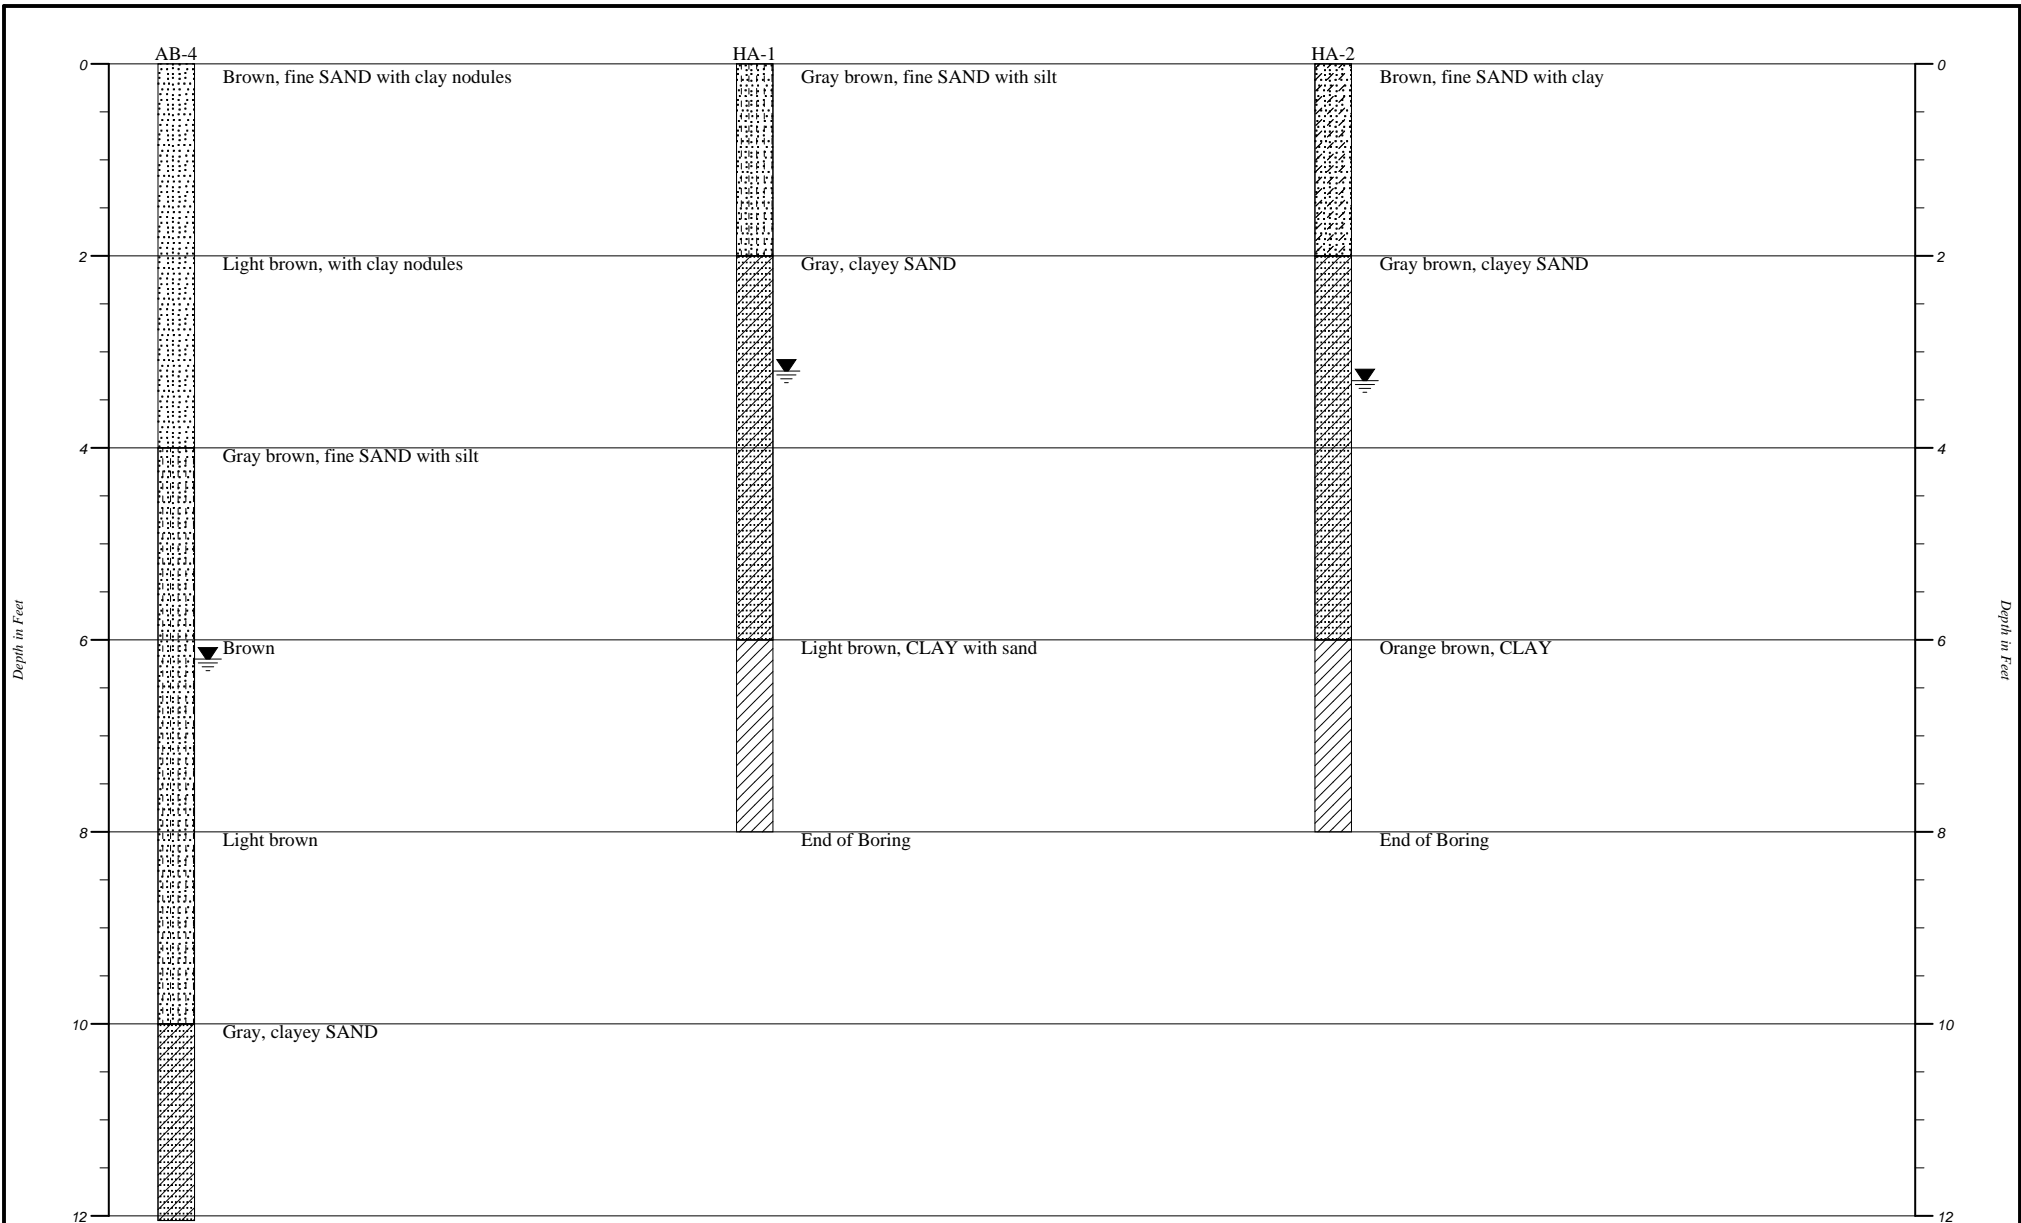 AB-4 HA-1 HA-2
0 Brown, fine SAND with clay nodules Gray brown, fine SAND with silt Brown, fine SAND with clay 0
2 Light brown, with clay nodules Gray, clayey SAND Gray brown, clayey SAND 2
4 Gray brown, fine SAND with silt 4
Depth in Feet
6 Brown Light brown, CLAY with sand Orange brown, CLAY 6
Depth in Feet
8 Light brown End of Boring End of Boring 8
10 Gray, clayey SAND 10
12 12